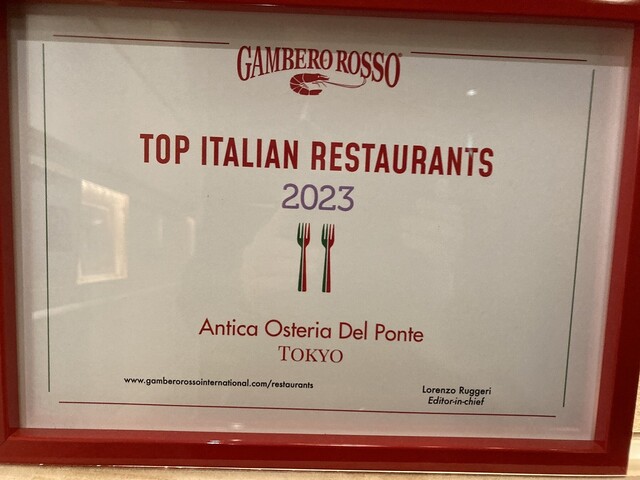 GAMBERO ROSSO®
TOP ITALIAN RESTAURANTS
2023
Antica Osteria Del Ponte
TOKYO
www.gamberorossointernational.com/restaurants
Lorenzo Ruggeri
Editor-in-chief